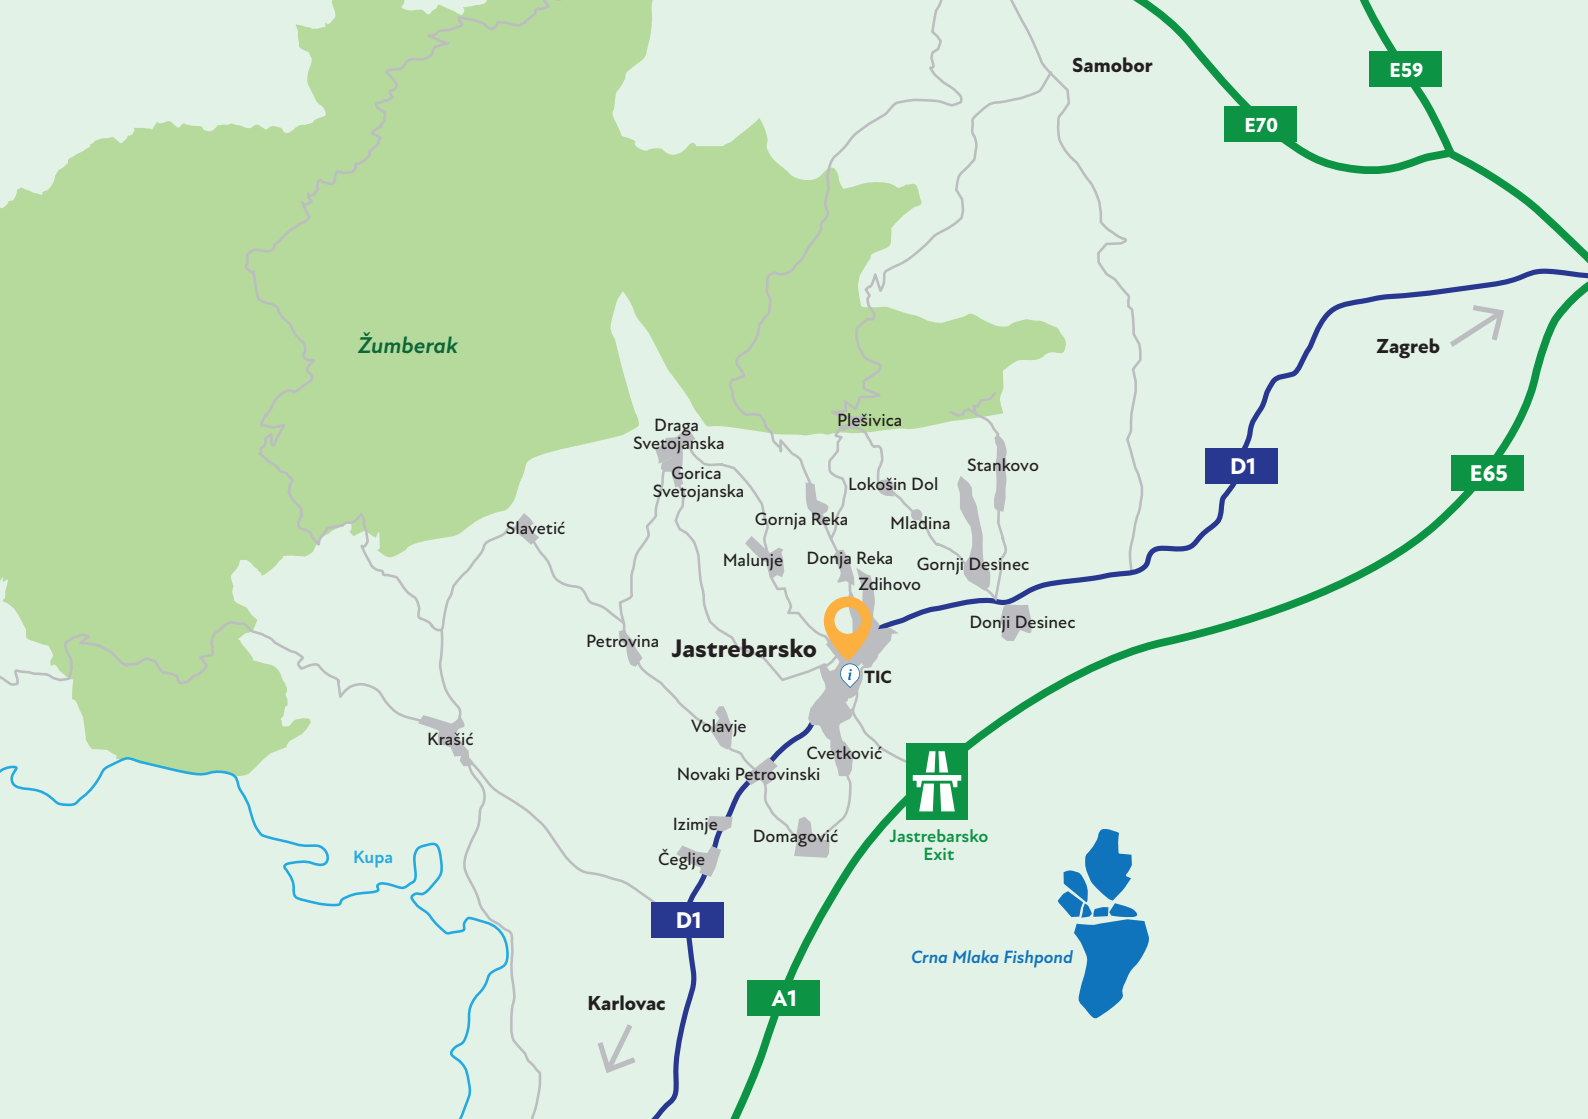 Samobor
E59
E70
Žumberak
Zagreb
Plešivica
Draga
Svetojanska
Gorica
Svetojanska
Stankovo
D1
E65
Lokošin Dol
Slavetić
Gornja Reka
Mladina
Malunje
Donja Reka
Gornji Desinec
Zdihovo
Donji Desinec
Petrovina
Jastrebarsko
i
TIC
Volavje
Krašić
Cvetković
Novaki Petrovinski
Izimje
Domagović
Jastrebarsko
Exit
Čeglje
Kupa
D1
Crna Mlaka Fishpond
Karlovac
A1